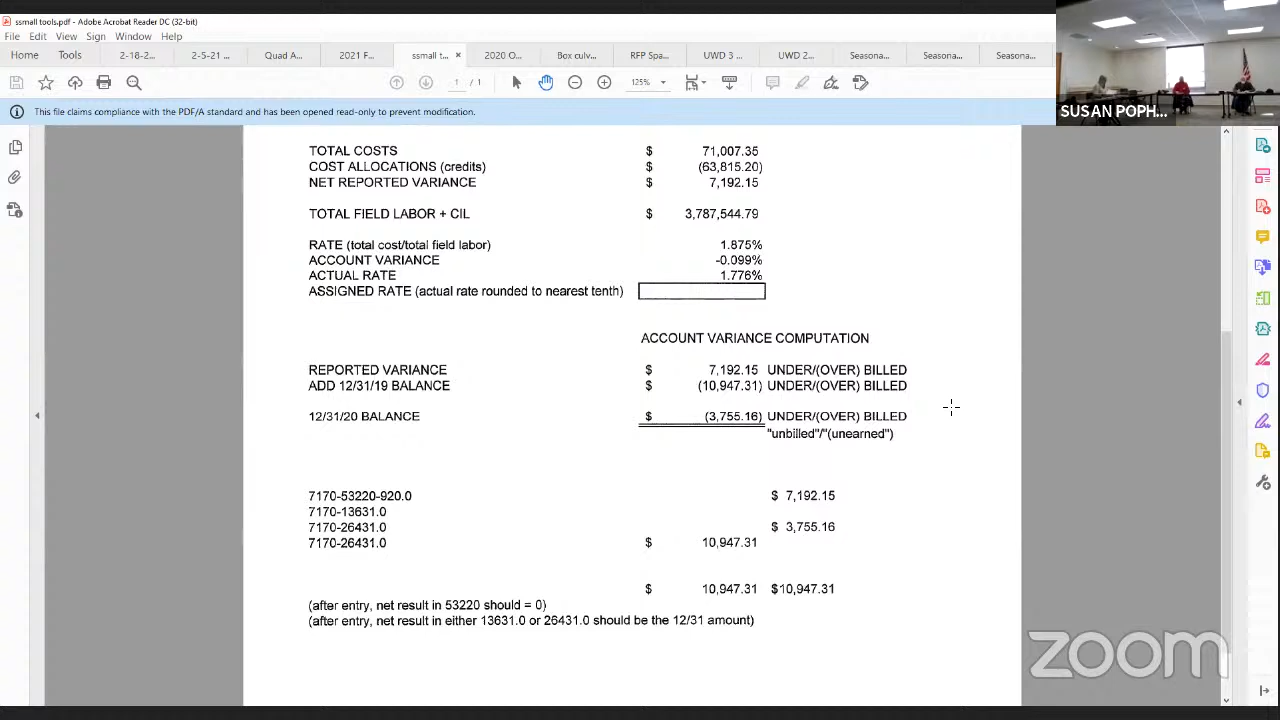 ssmall tools.pdf - Adobe Acrobat Reader DC (32-bit)
File Edit View Sign Window Help
Home Tools 2-18-2... 2-5-21 ... Quad A... 2021 F... ssmall t... × 2020 O... Box culv... RFP Spa... UWD 3 ... UWD 2... Seasona... Seasona... Seasona...
1 / 1 125%
This file claims compliance with the PDF/A standard and has been opened read-only to prevent modification.
SUSAN POPH...
TOTAL COSTS $ 71,007.35
COST ALLOCATIONS (credits) $ (63,815.20)
NET REPORTED VARIANCE $ 7,192.15
TOTAL FIELD LABOR + CIL $ 3,787,544.79
RATE (total cost/total field labor) 1.875%
ACCOUNT VARIANCE -0.099%
ACTUAL RATE 1.776%
ASSIGNED RATE (actual rate rounded to nearest tenth)
ACCOUNT VARIANCE COMPUTATION
REPORTED VARIANCE $ 7,192.15 UNDER/(OVER) BILLED
ADD 12/31/19 BALANCE $ (10,947.31) UNDER/(OVER) BILLED
12/31/20 BALANCE $ (3,755.16) UNDER/(OVER) BILLED
"unbilled"/"(unearned")
7170-53220-920.0 $ 7,192.15
7170-13631.0
7170-26431.0 $ 3,755.16
7170-26431.0 $ 10,947.31
$ 10,947.31 $10,947.31
(after entry, net result in 53220 should = 0)
(after entry, net result in either 13631.0 or 26431.0 should be the 12/31 amount)
zoom